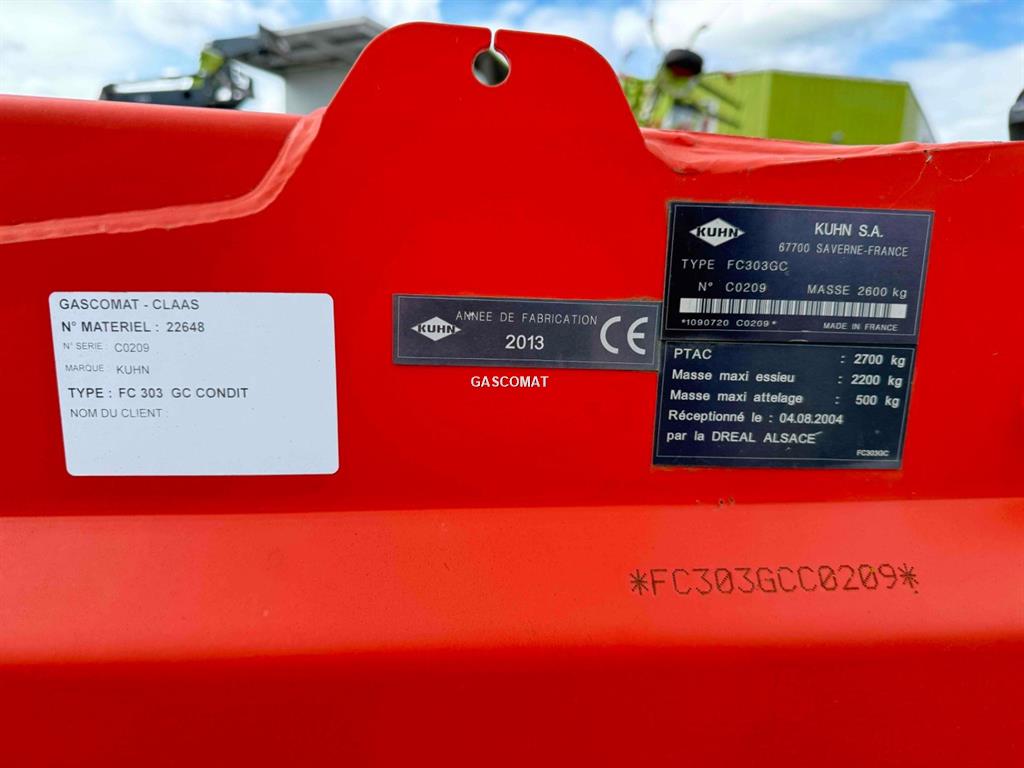 GASCOMAT - CLAAS
N° MATERIEL : 22648
N° SERIE : C0209
MARQUE : KUHN
TYPE : FC 303 GC CONDIT
NOM DU CLIENT :
KUHN
ANNEE DE FABRICATION
2013
CE
GASCOMAT
KUHN
KUHN S.A.
67700 SAVERNE-FRANCE
TYPE FC303GC
N° C0209 MASSE 2600 kg
*1090720 C0209* MADE IN FRANCE
PTAC : 2700 kg
Masse maxi essieu : 2200 kg
Masse maxi attelage : 500 kg
Réceptionné le : 04.08.2004
par la DREAL ALSACE
FC303GC
*FC303GCC0209*